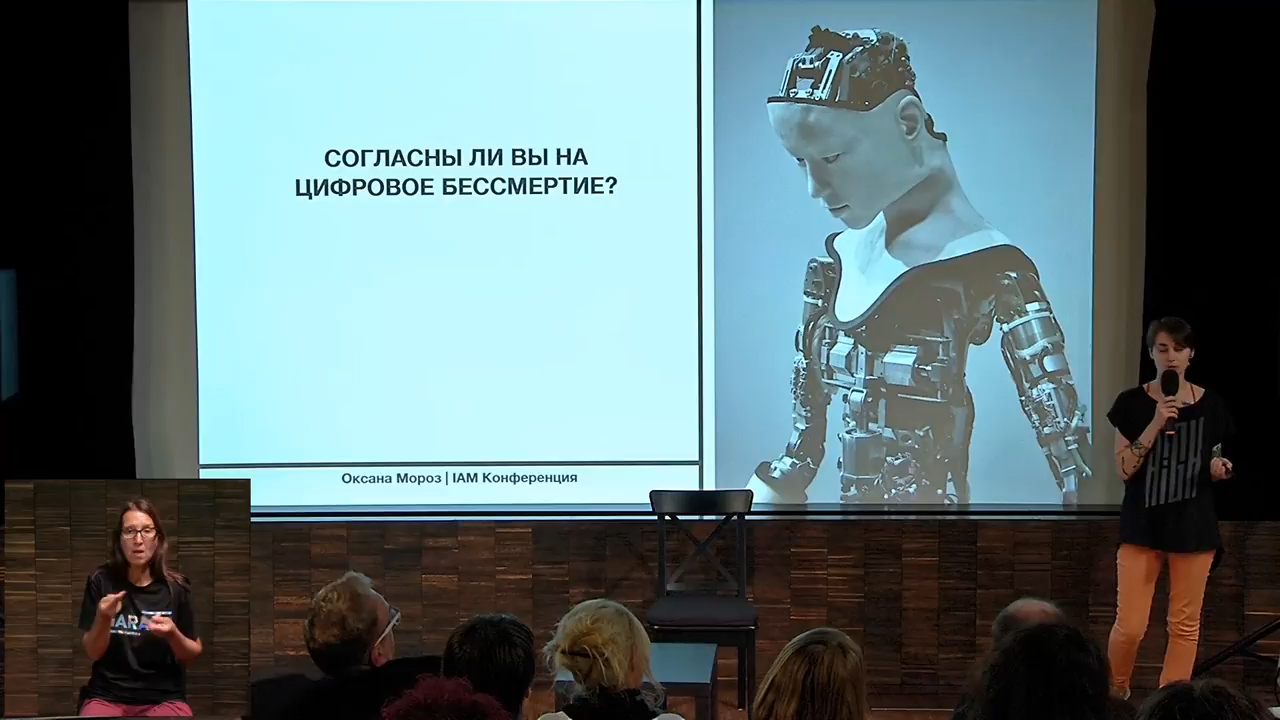 СОГЛАСНЫ ЛИ ВЫ НА
ЦИФРОВОЕ БЕССМЕРТИЕ?
Оксана Мороз | IAM Конференция